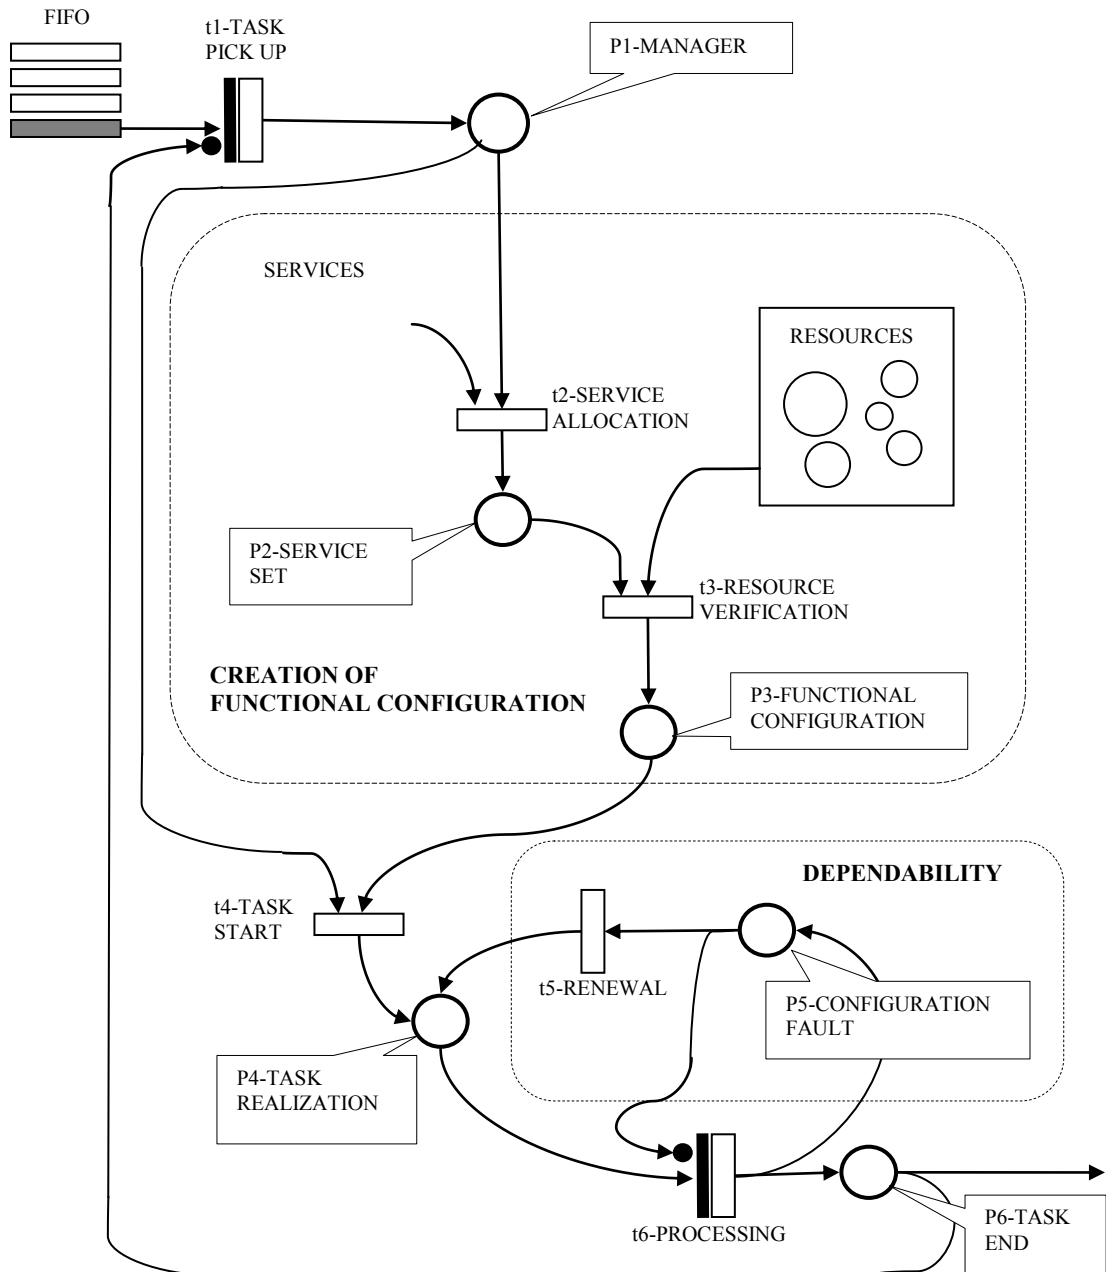 FIFO
t1-TASK
PICK UP
P1-MANAGER
SERVICES
RESOURCES
t2-SERVICE
ALLOCATION
P2-SERVICE
SET
t3-RESOURCE
VERIFICATION
CREATION OF
FUNCTIONAL CONFIGURATION
P3-FUNCTIONAL
CONFIGURATION
DEPENDABILITY
t4-TASK
START
t5-RENEWAL
P5-CONFIGURATION
FAULT
P4-TASK
REALIZATION
t6-PROCESSING
P6-TASK
END